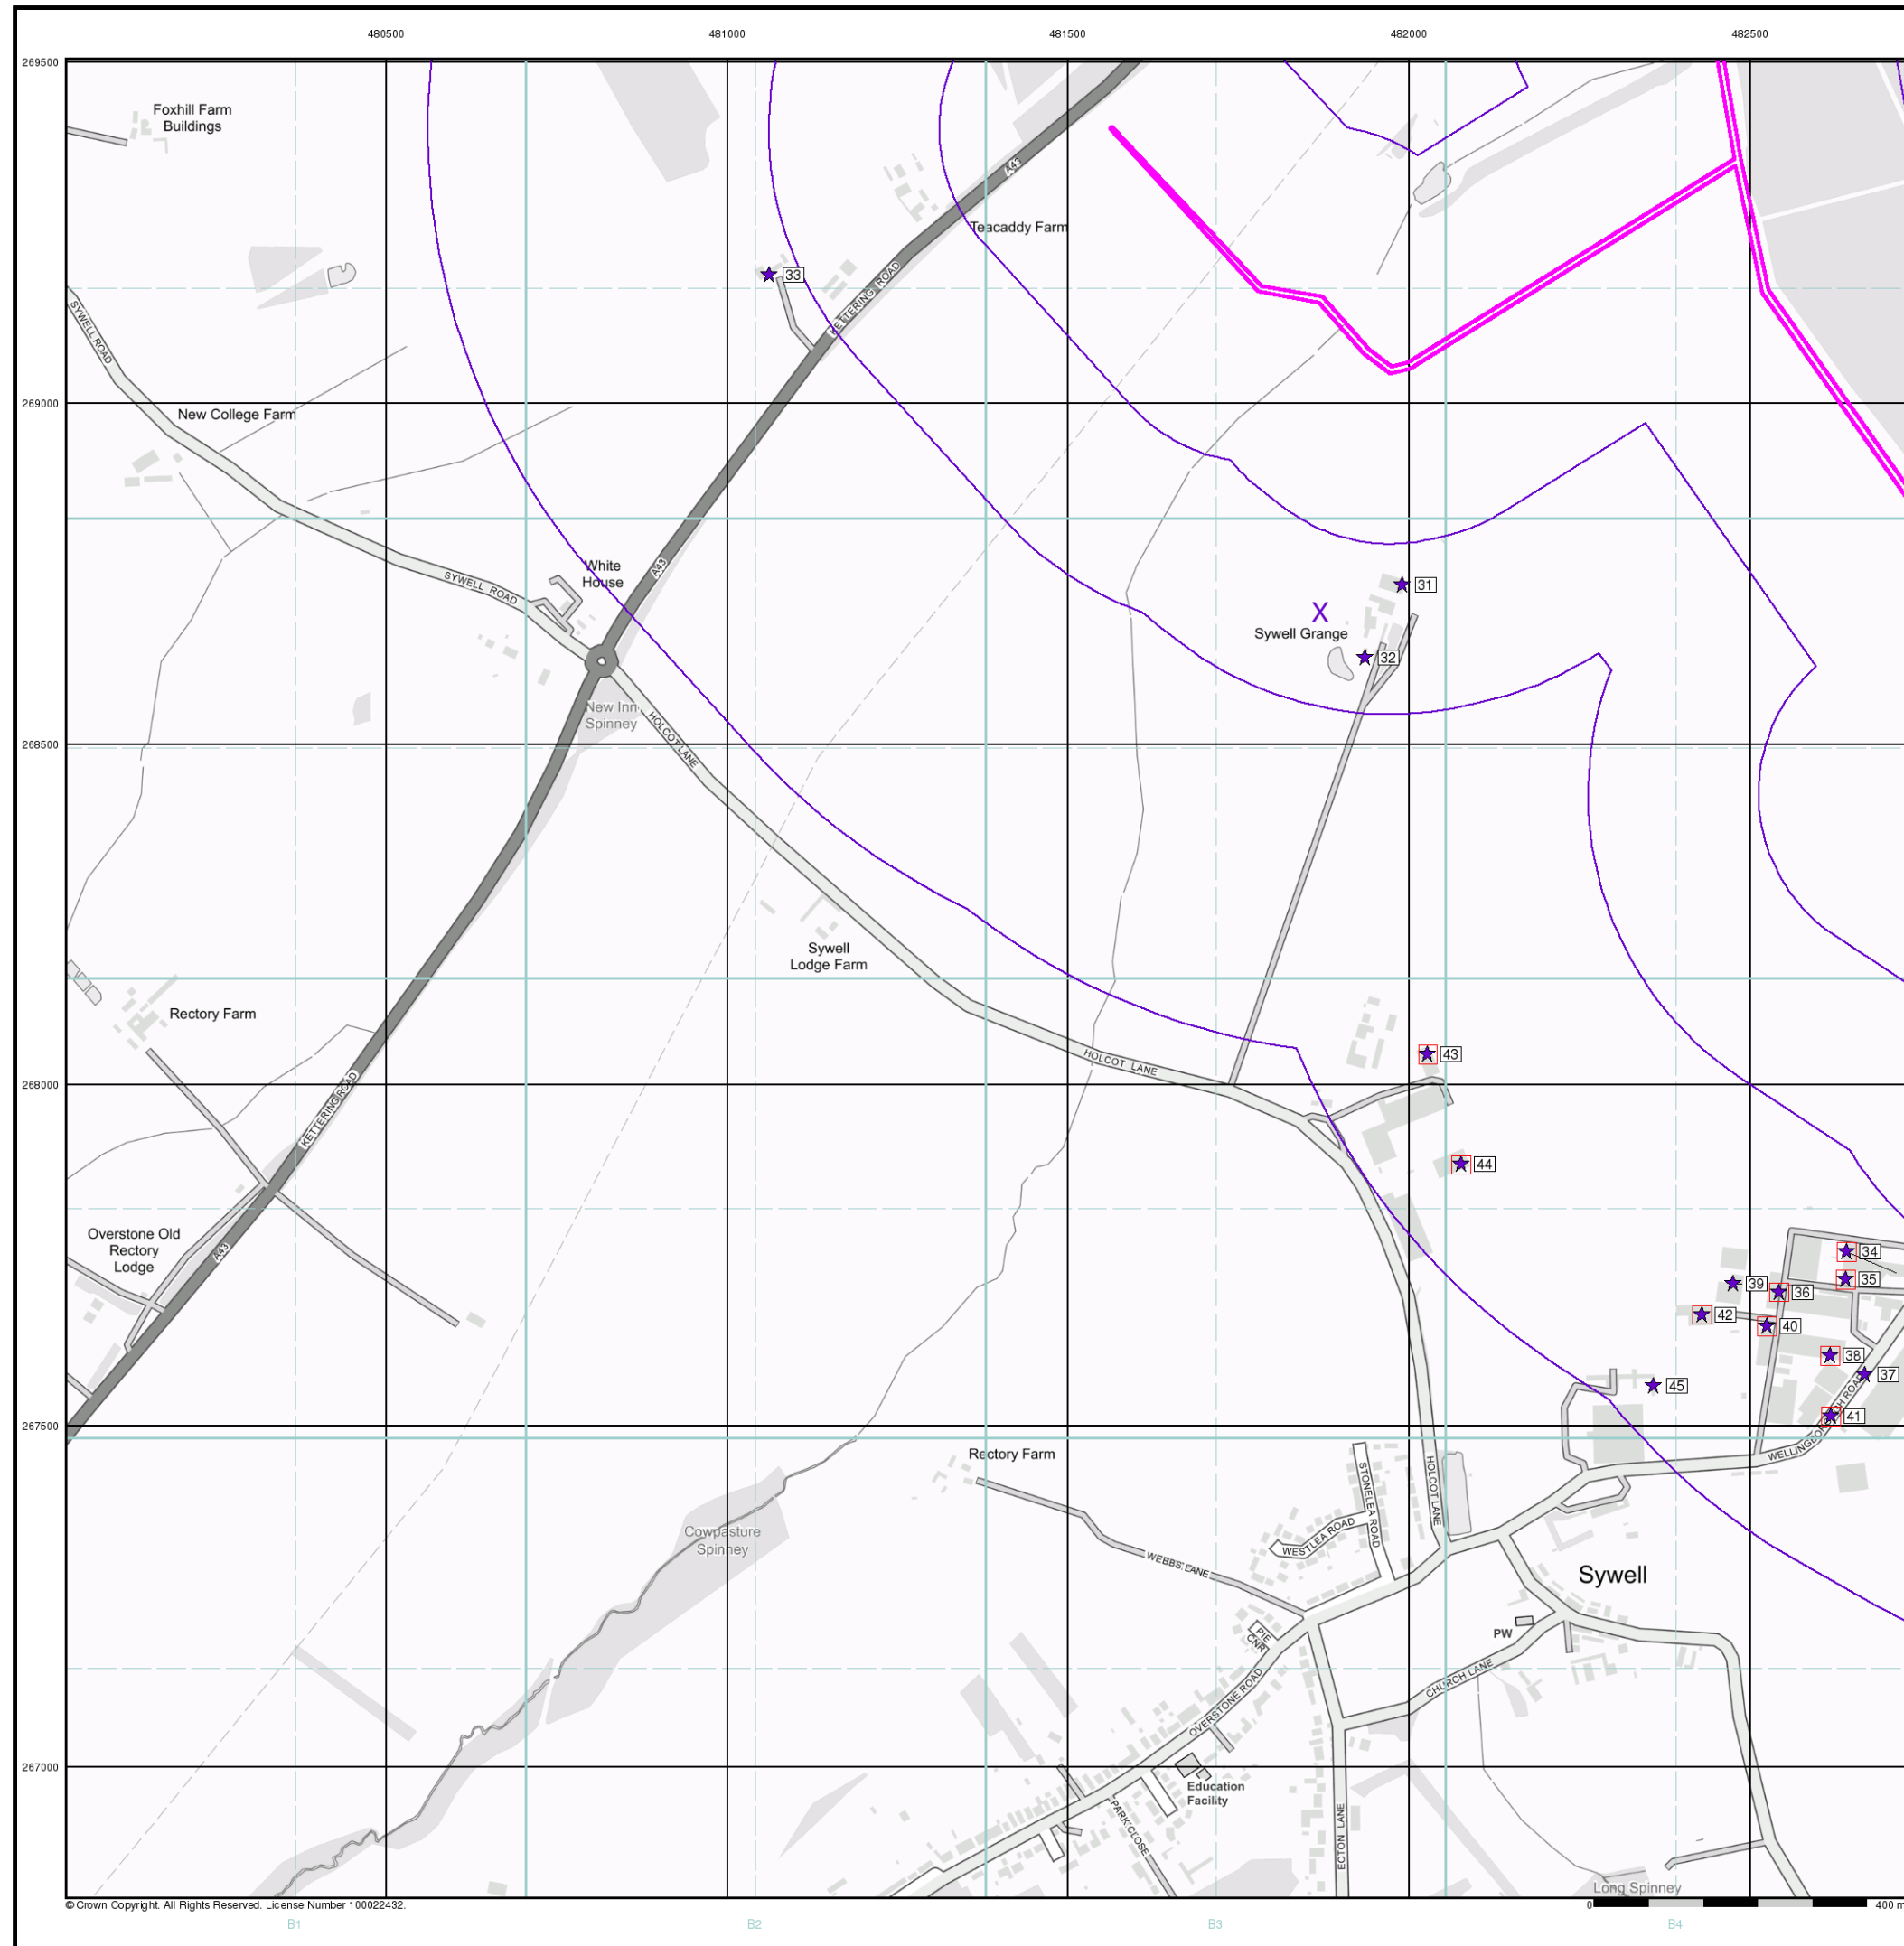 480500 481000 481500 482000 482500
269500
Foxhill Farm
Buildings
A43
Teacaddy Farm
33
KETTERING ROAD
SYWELL ROAD
269000
New College Farm
White
House
A43
SYWELL ROAD
31
X
Sywell Grange
32
New Inn
Spinney
HOLCOT LANE
268500
Sywell
Lodge Farm
Rectory Farm
43
HOLCOT LANE
268000
KETTERING ROAD
44
Overstone Old
Rectory
Lodge
A43
34
35
39
36
42
40
38
37
45
41
267500
WELLINGBOROUGH ROAD
Rectory Farm
HOLCOT LANE
STONELEA ROAD
WESTLEA ROAD
Cowpasture
Spinney
WEBBS LANE
Sywell
PW
PIE
CNR
CHURCH LANE
OVERSTONE ROAD
267000
Education
Facility
PARK CLOSE
ECTON LANE
Long Spinney
© Crown Copyright. All Rights Reserved. License Number 100022432.
0 400 m
B1 B2 B3 B4